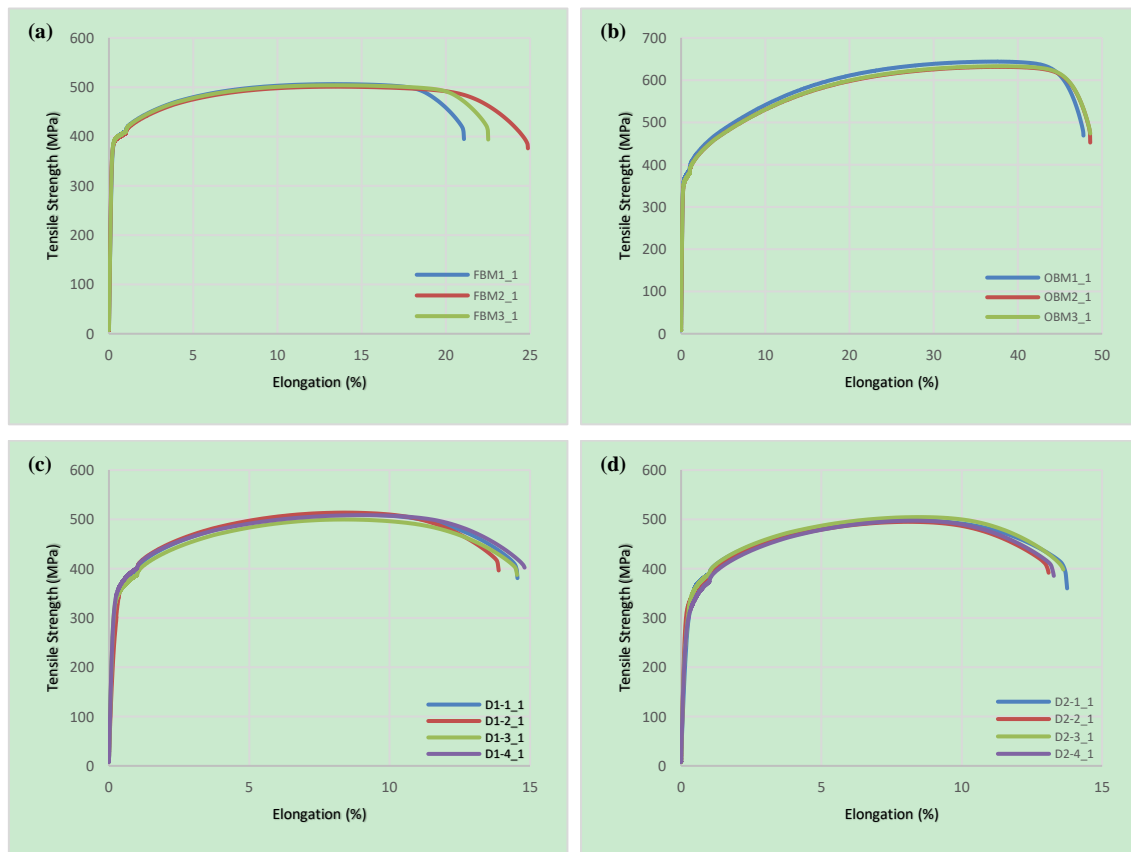 (a)
600
500
400
300
200
100
0
Tensile Strength (MPa)
FBM1_1
FBM2_1
FBM3_1
0 5 10 15 20 25
Elongation (%)
(b)
700
600
500
400
300
200
100
0
Tensile Strength (MPa)
OBM1_1
OBM2_1
OBM3_1
0 10 20 30 40 50
Elongation (%)
(c)
600
500
400
300
200
100
0
Tensile Strength (MPa)
D1-1_1
D1-2_1
D1-3_1
D1-4_1
0 5 10 15
Elongation (%)
(d)
600
500
400
300
200
100
0
Tensile Strength (MPa)
D2-1_1
D2-2_1
D2-3_1
D2-4_1
0 5 10 15
Elongation (%)